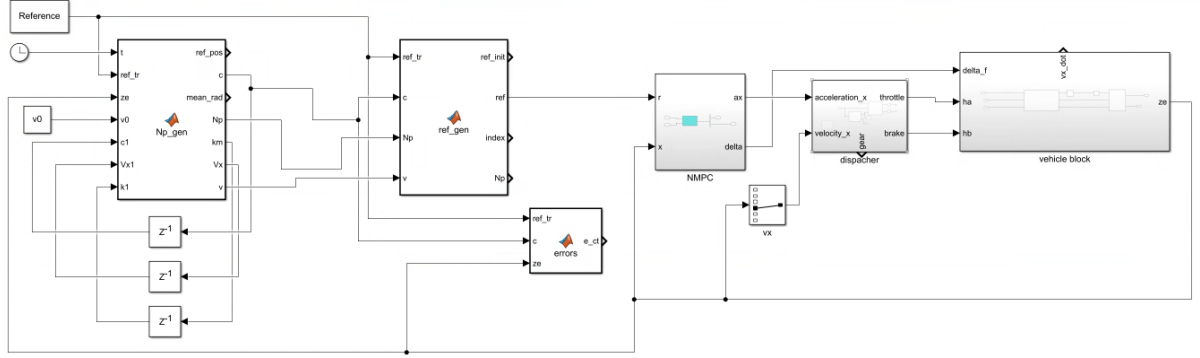 Reference
t
ref_tr
ze
v0
c1
Vx1
k1
ref_pos
c
mean_rad
Np
km
Vx
v
Np_gen
v0
z-1
z-1
z-1
ref_tr
c
Np
v
ref_init
ref
index
Np
ref_gen
ref_tr
c
ze
e_ct
errors
r
x
ax
delta
NMPC
acceleration_x
velocity_x
throttle
brake
gear
dispacher
vx
delta_f
ha
hb
vx_dot
ze
vehicle block